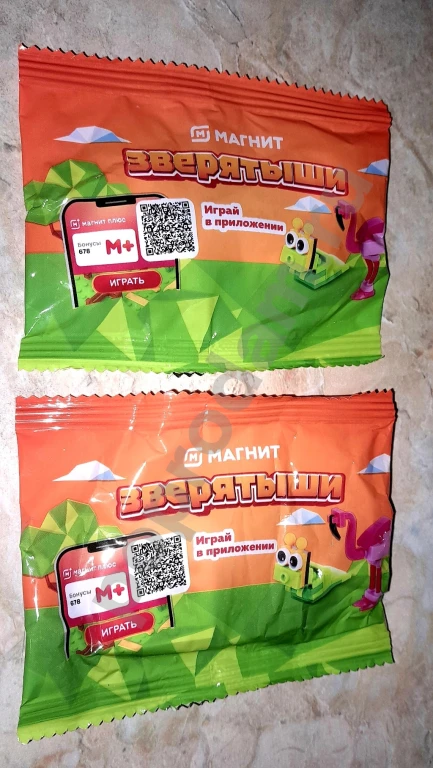 МАГНИТ
ЗВЕРЯТЫШИ
Играй
в приложении
МАГНИТ ПЛЮС
Бонусы
678
М+
ИГРАТЬ
МАГНИТ
ЗВЕРЯТЫШИ
Играй
в приложении
МАГНИТ ПЛЮС
Бонусы
678
М+
ИГРАТЬ